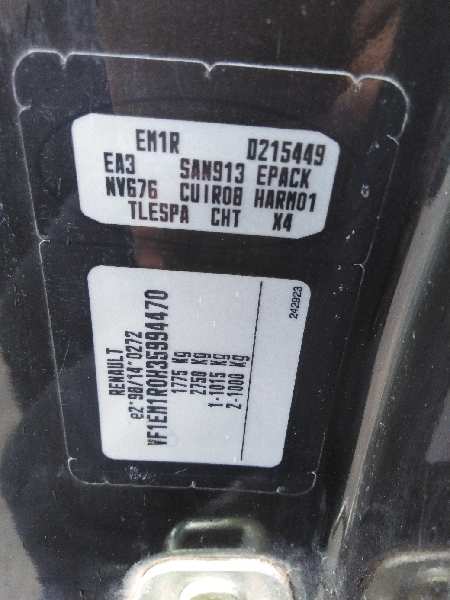 EM1R D215449
EA3 SAN913 EPACK
NV676 CUIR08 HARM01
TLESPA CHT X4
RENAULT
e2*98/14*0272
VF1EM1R0H35994470
1775 Kg
2750 Kg
1-1015 Kg
2-1000 Kg
242923